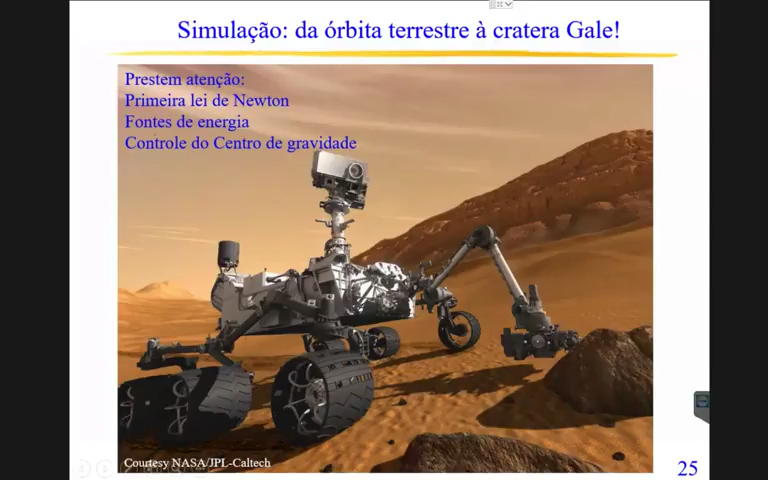 Simulação: da órbita terrestre à cratera Gale!
Prestem atenção:
Primeira lei de Newton
Fontes de energia
Controle do Centro de gravidade
Courtesy NASA/JPL-Caltech
25